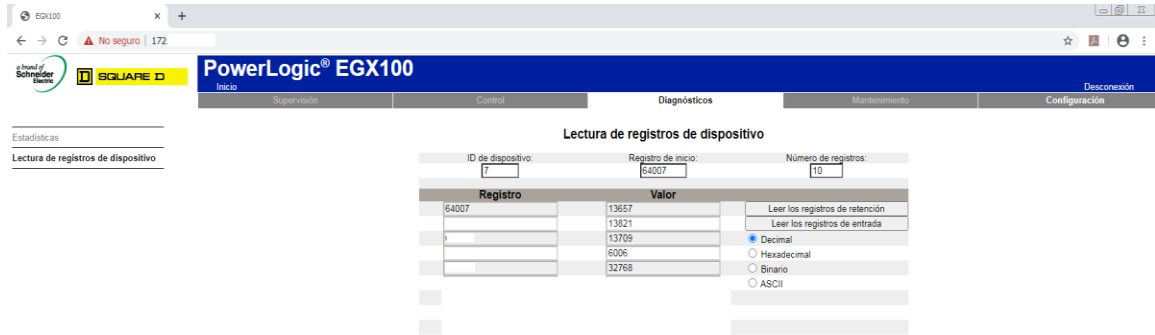 EGX100
No seguro | 172.
a brand of
Schneider
Electric
SQUARE D
PowerLogic® EGX100
Inicio
Desconexión
Supervisión
Control
Diagnósticos
Mantenimiento
Configuración
Estadísticas
Lectura de registros de dispositivo
Lectura de registros de dispositivo
ID de dispositivo: Registro de inicio: Número de registros:
7 64007 10
Registro Valor
64007 13657 Leer los registros de retención
13821 Leer los registros de entrada
13709 Decimal
6006 Hexadecimal
32768 Binario
ASCII